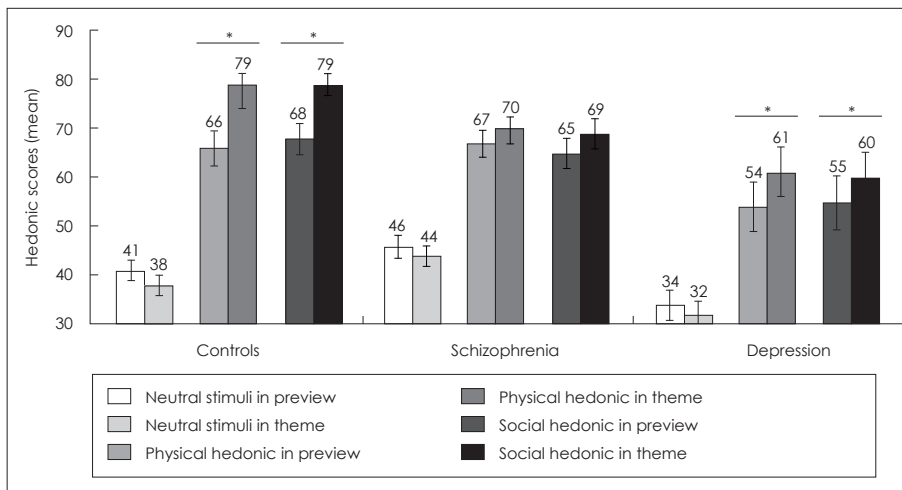 90
80
70
60
50
40
30
Hedonic scores (mean)
* * * *
41 38 66 79 68 79
46 44 67 70 65 69
34 32 54 61 55 60
Controls Schizophrenia Depression
Neutral stimuli in preview Physical hedonic in theme
Neutral stimuli in theme Social hedonic in preview
Physical hedonic in preview Social hedonic in theme